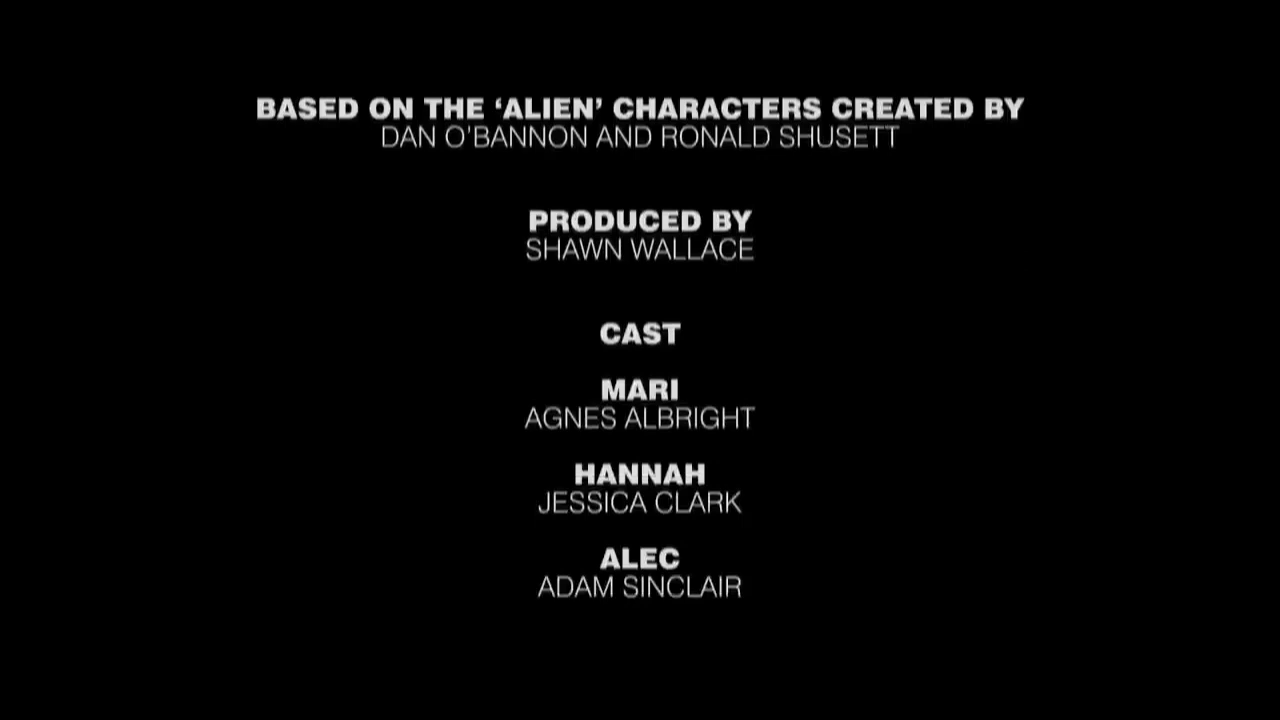 BASED ON THE ‘ALIEN’ CHARACTERS CREATED BY
DAN O'BANNON AND RONALD SHUSETT
PRODUCED BY
SHAWN WALLACE
CAST
MARI
AGNES ALBRIGHT
HANNAH
JESSICA CLARK
ALEC
ADAM SINCLAIR